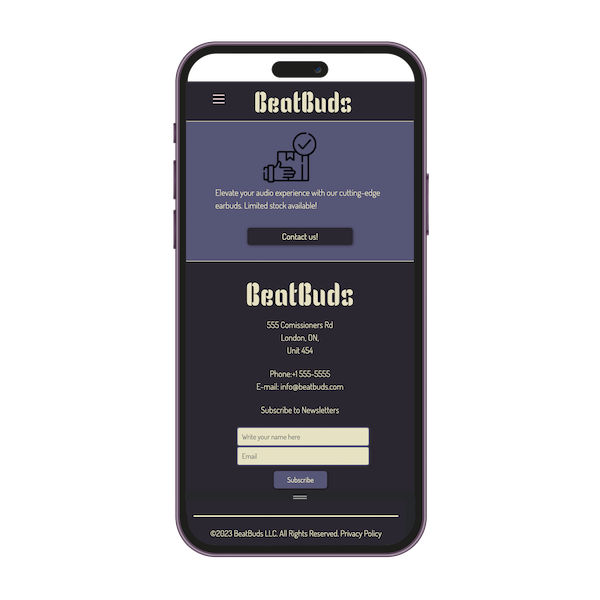 BeatBuds
Elevate your audio experience with our cutting-edge
earbuds. Limited stock available!
Contact us!
BeatBuds
555 Comissioners Rd
London, ON,
Unit 454
Phone:+1 555-5555
E-mail: info@beatbuds.com
Subscribe to Newsletters
Write your name here
Email
Subscribe
©2023 BeatBuds LLC. All Rights Reserved. Privacy Policy